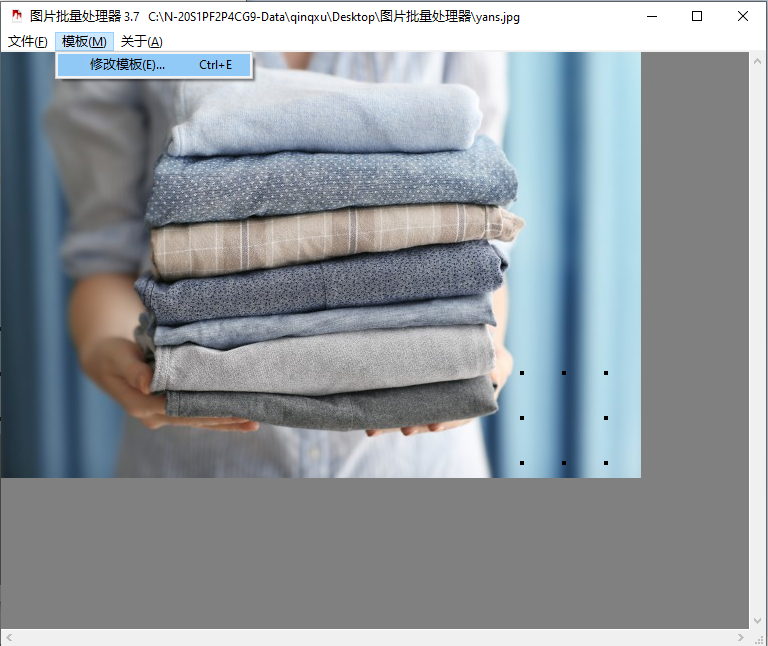 图片批量处理器 3.7 C:\N-20S1PF2P4CG9-Data\qinqxu\Desktop\图片批量处理器\yans.jpg
文件(F) 模板(M) 关于(A)
修改模板(E)... Ctrl+E